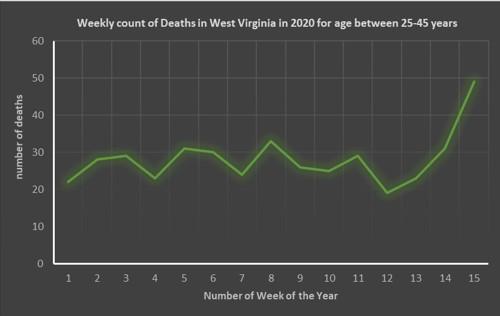 Weekly count of Deaths in West Virginia in 2020 for age between 25-45 years
60
50
40
30
20
10
0
number of deaths
1 2 3 4 5 6 7 8 9 10 11 12 13 14 15
Number of Week of the Year